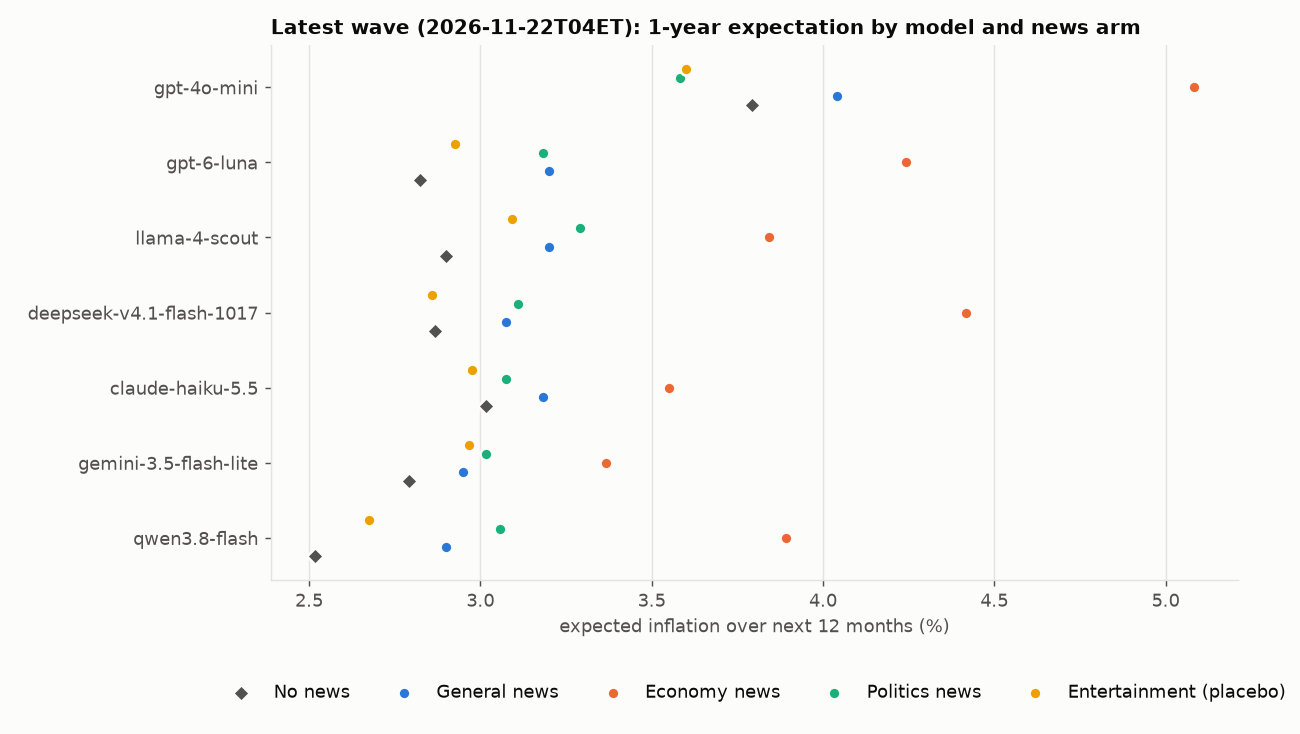 Latest wave (2026-11-22T04ET): 1-year expectation by model and news arm
gpt-4o-mini
gpt-6-luna
llama-4-scout
deepseek-v4.1-flash-1017
claude-haiku-5.5
gemini-3.5-flash-lite
qwen3.8-flash
2.5 3.0 3.5 4.0 4.5 5.0
expected inflation over next 12 months (%)
No news General news Economy news Politics news Entertainment (placebo)